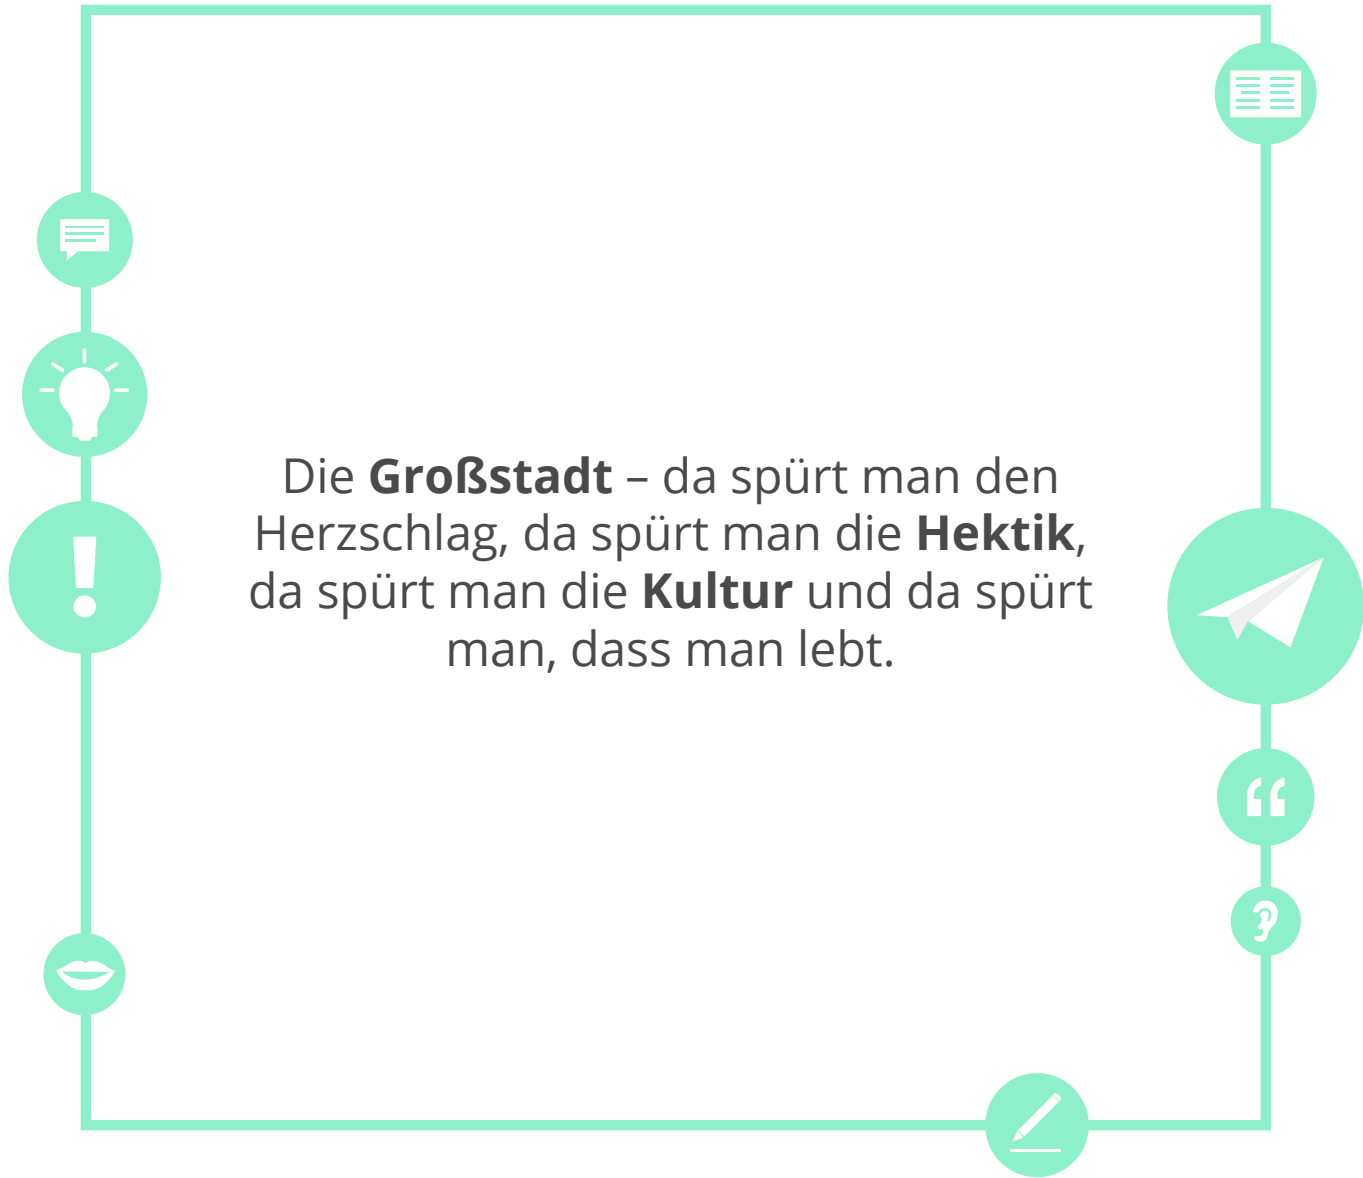 Die Großstadt – da spürt man den
Herzschlag, da spürt man die Hektik,
da spürt man die Kultur und da spürt
man, dass man lebt.